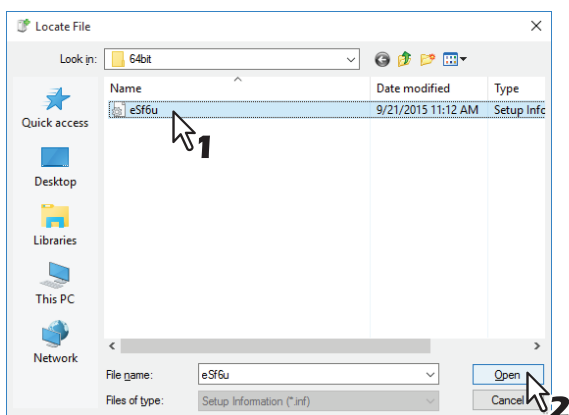 Locate File
Look in: 64bit
Name Date modified Type
eSf6u 9/21/2015 11:12 AM Setup Infc
1
Quick access
Desktop
Libraries
This PC
Network
File name: eSf6u Open
Files of type: Setup Information (*.inf) Cancel
2